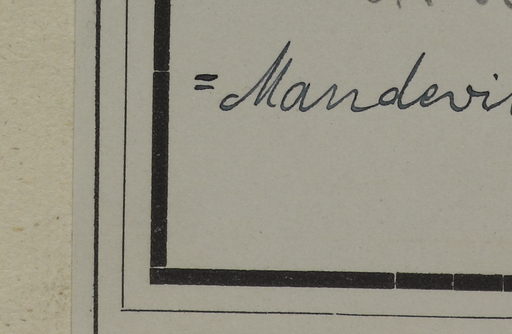 = Mandevi